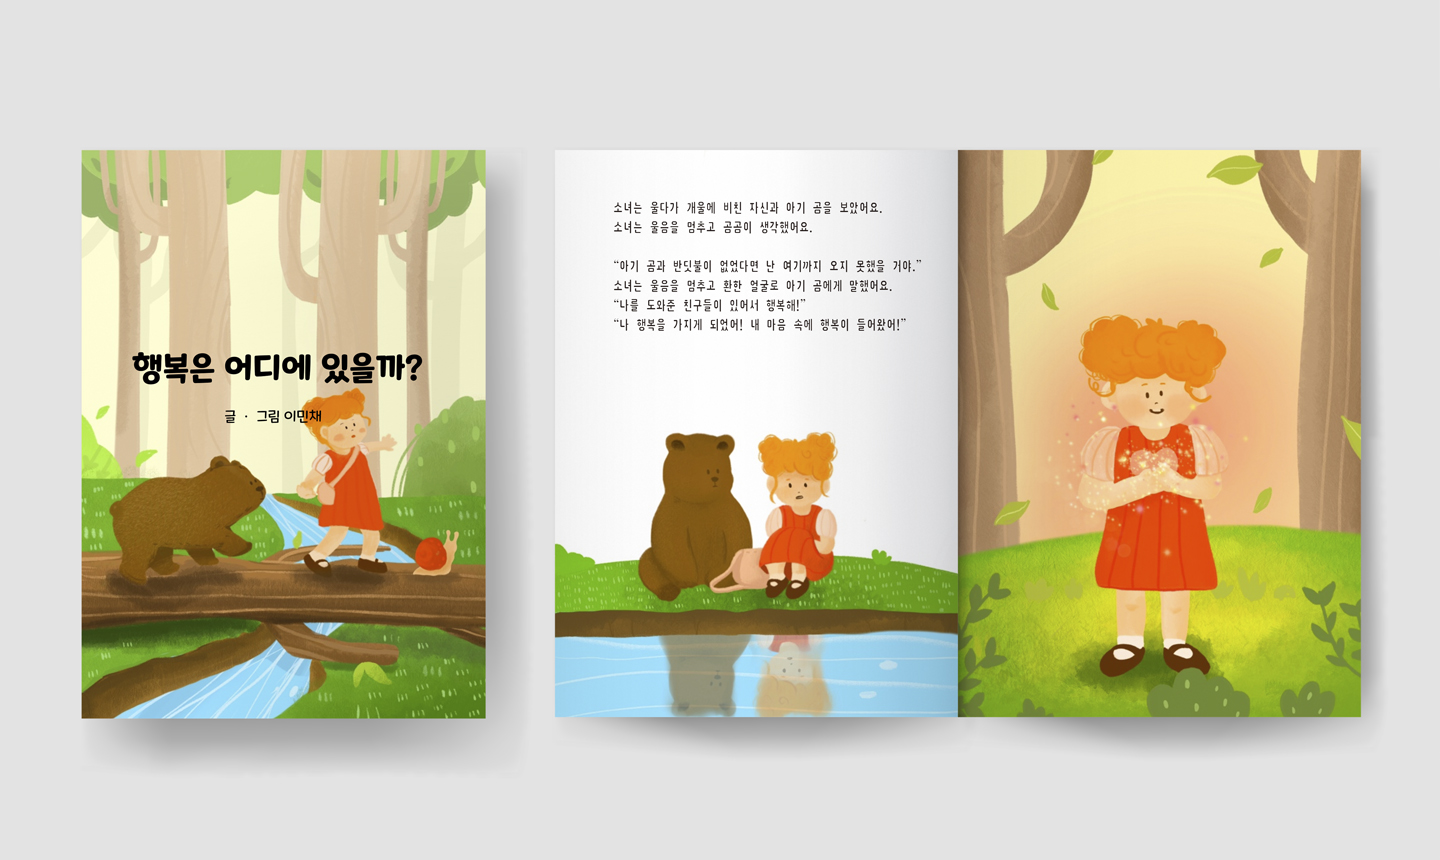 행복은 어디에 있을까?
글 · 그림 이민채
소녀는 울다가 개울에 비친 자신과 아기 곰을 보았어요.
소녀는 울음을 멈추고 곰곰이 생각했어요.
“아기 곰과 반딧불이 없었다면 난 여기까지 오지 못했을 거야.”
소녀는 울음을 멈추고 환한 얼굴로 아기 곰에게 말했어요.
“나를 도와준 친구들이 있어서 행복해!”
“나 행복을 가지게 되었어! 내 마음 속에 행복이 들어왔어!”